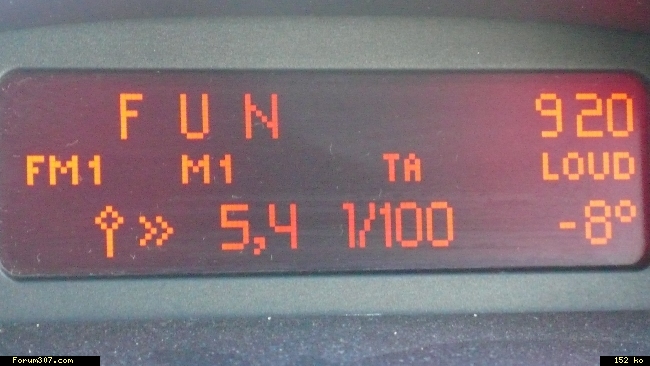 FUN 920
FM1 M1 TA LOUD
5,4 l/100 -8°
Forum307.com 152 ko